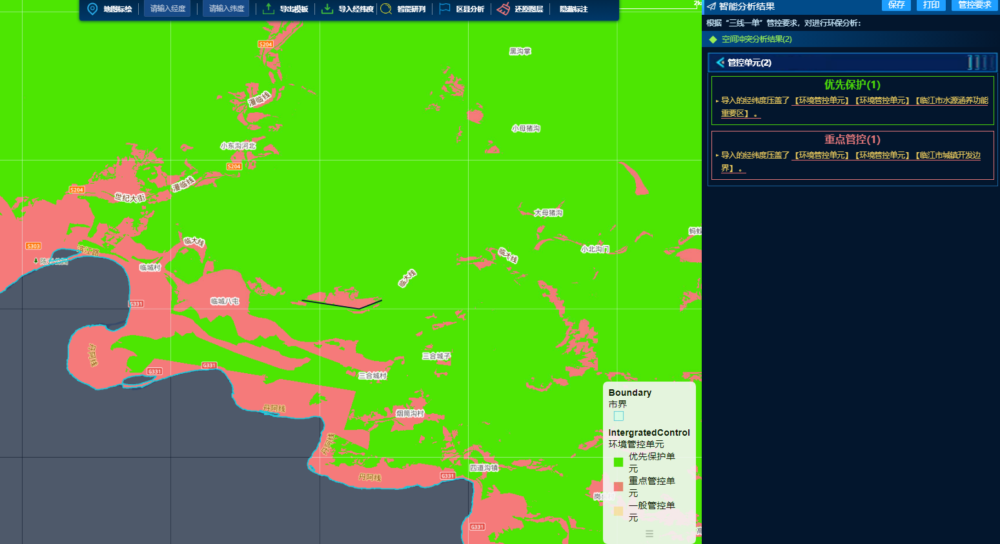 地图标绘
请输入经度
请输入纬度
导出模板
导入经纬度
智能研判
区县分析
还原图层
隐藏标注
智能分析结果
保存
打印
管控要求
根据“三线一单”管控要求，对进行环保分析：
空间冲突分析结果(2)
管控单元(2)
优先保护(1)
导入的经纬度压盖了 【环境管控单元】【环境管控单元】【临江市水源涵养功能
重要区】 。
重点管控(1)
导入的经纬度压盖了 【环境管控单元】【环境管控单元】【临江市城镇开发边
界】 。
S204
黑沟掌
漫临线
小母猪沟
小东沟河北
S204
漫临线
S204
世纪大街
大母猪沟
临大线
S303
滨江路
小北沟门
临大线
临城村
临大线
临城八屯
G331
丹阿线
三合城子
G331
G331
三合城村
丹阿线
烟筒沟村
丹阿线
四道沟镇
丹阿线
G331
G331
Boundary
市界
IntergratedControl
环境管控单元
优先保护单
元
重点管控单
元
一般管控单
元